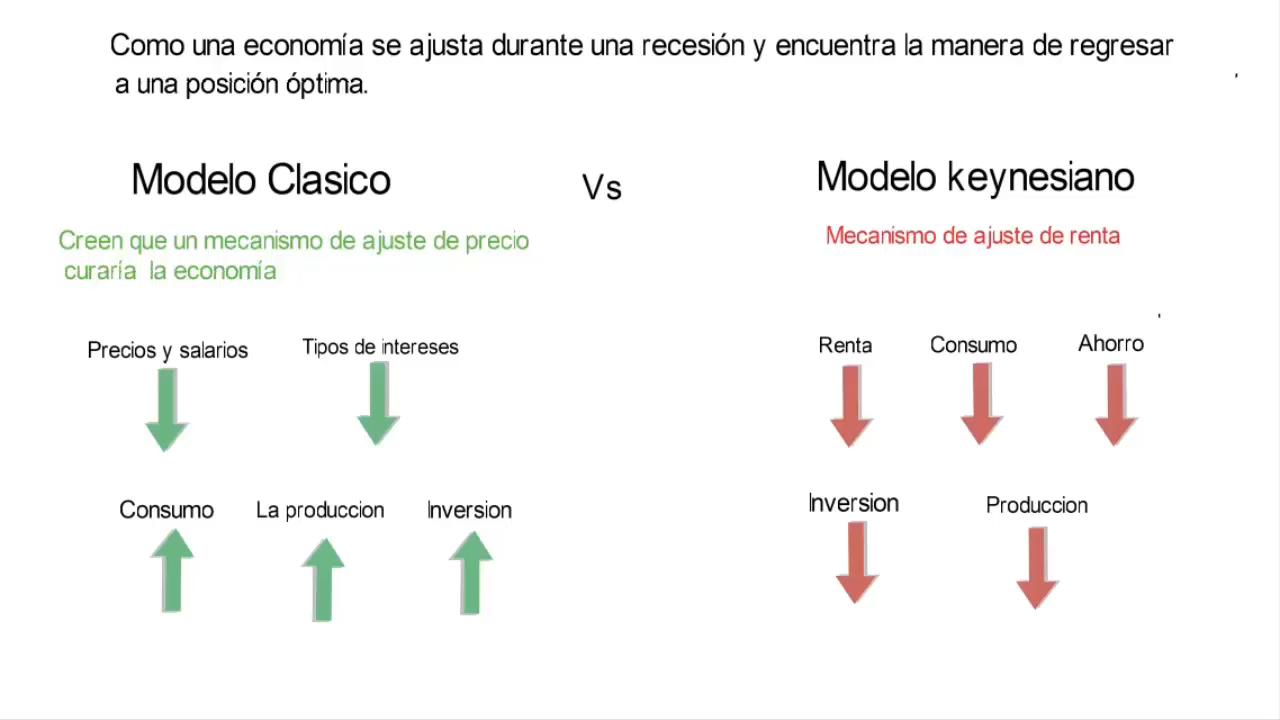 Como una economía se ajusta durante una recesión y encuentra la manera de regresar
a una posición óptima.
Modelo Clasico
Vs
Modelo keynesiano
Creen que un mecanismo de ajuste de precio
curaría la economía
Mecanismo de ajuste de renta
Precios y salarios
Tipos de intereses
Renta
Consumo
Ahorro
Consumo
La produccion
Inversion
Inversion
Produccion